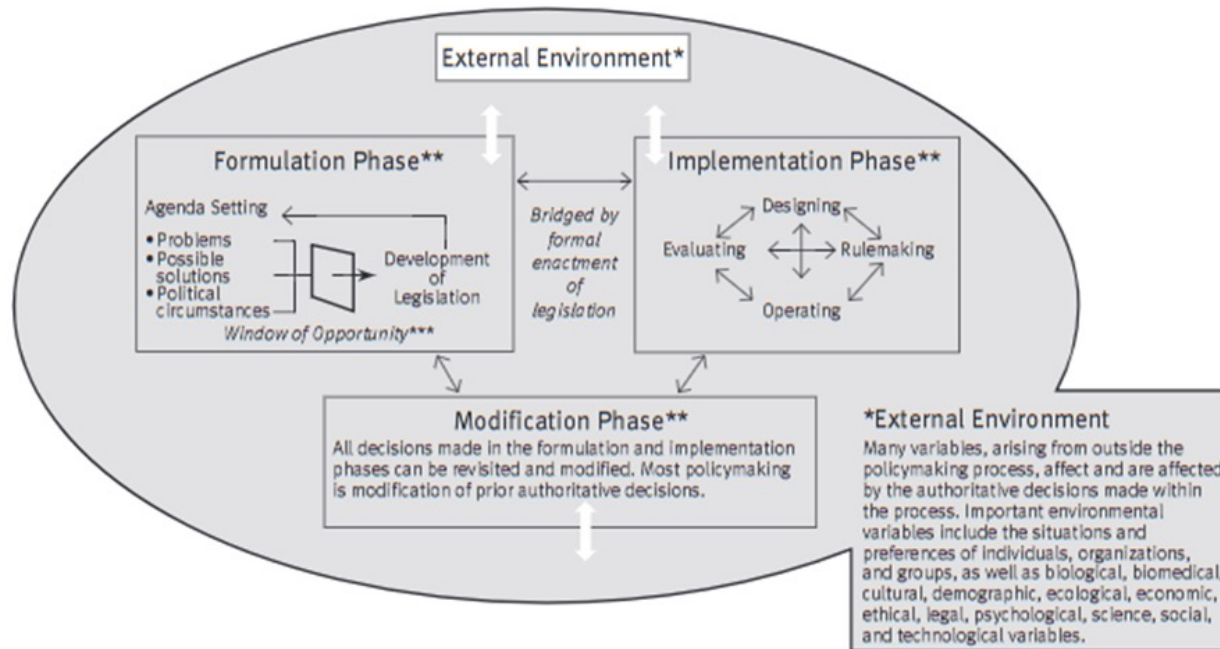 External Environment*
Formulation Phase**
Agenda Setting
• Problems
• Possible
solutions
• Political
circumstances
Development
of
Legislation
Window of Opportunity***
Bridged by
formal
enactment
of
legislation
Implementation Phase**
Designing
Evaluating
Rulemaking
Operating
Modification Phase**
All decisions made in the formulation and implementation
phases can be revisited and modified. Most policymaking
is modification of prior authoritative decisions.
*External Environment
Many variables, arising from outside the
policymaking process, affect and are affected
by the authoritative decisions made within
the process. Important environmental
variables include the situations and
preferences of individuals, organizations,
and groups, as well as biological, biomedical,
cultural, demographic, ecological, economic,
ethical, legal, psychological, science, social,
and technological variables.